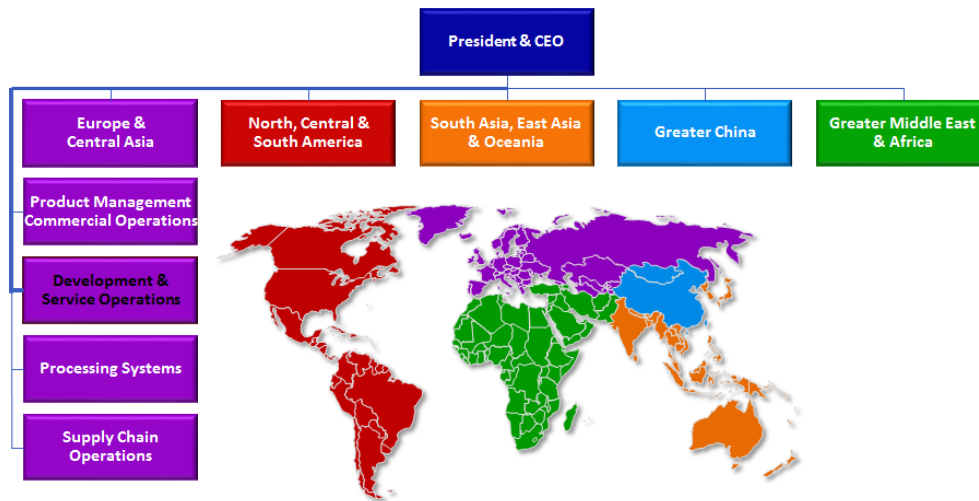 President & CEO
Europe &
Central Asia
North, Central &
South America
South Asia, East Asia
& Oceania
Greater China
Greater Middle East
& Africa
Product Management
Commercial Operations
Development &
Service Operations
Processing Systems
Supply Chain
Operations